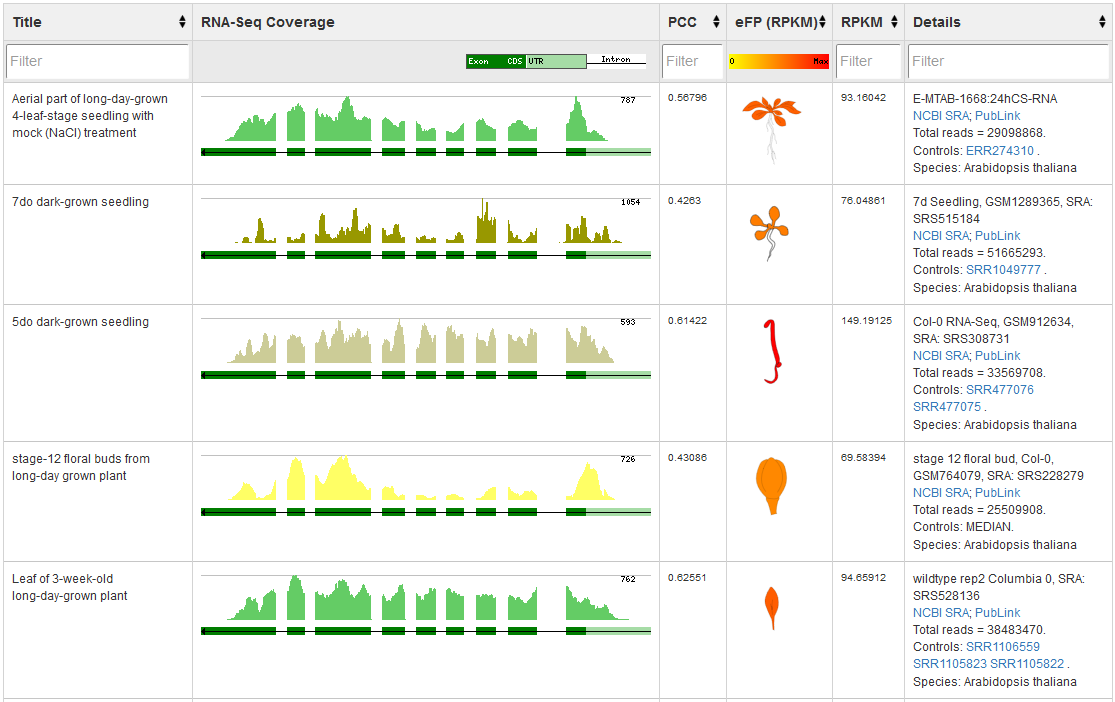 Title RNA-Seq Coverage PCC eFP (RPKM) RPKM Details
Filter Exon CDS UTR Intron Filter 0 Max Filter Filter
Aerial part of long-day-grown
4-leaf-stage seedling with
mock (NaCl) treatment
787
0.56796
93.16042
E-MTAB-1668:24hCS-RNA
NCBI SRA; PubLink
Total reads = 29098868.
Controls: ERR274310 .
Species: Arabidopsis thaliana
7do dark-grown seedling
1054
0.4263
76.04861
7d Seedling, GSM1289365, SRA:
SRS515184
NCBI SRA; PubLink
Total reads = 51665293.
Controls: SRR1049777 .
Species: Arabidopsis thaliana
5do dark-grown seedling
593
0.61422
149.19125
Col-0 RNA-Seq, GSM912634,
SRA: SRS308731
NCBI SRA; PubLink
Total reads = 33569708.
Controls: SRR477076
SRR477075 .
Species: Arabidopsis thaliana
stage-12 floral buds from
long-day grown plant
726
0.43086
69.58394
stage 12 floral bud, Col-0,
GSM764079, SRA: SRS228279
NCBI SRA; PubLink
Total reads = 25509908.
Controls: MEDIAN.
Species: Arabidopsis thaliana
Leaf of 3-week-old
long-day-grown plant
762
0.62551
94.65912
wildtype rep2 Columbia 0, SRA:
SRS528136
NCBI SRA; PubLink
Total reads = 38483470.
Controls: SRR1106559
SRR1105823 SRR1105822 .
Species: Arabidopsis thaliana